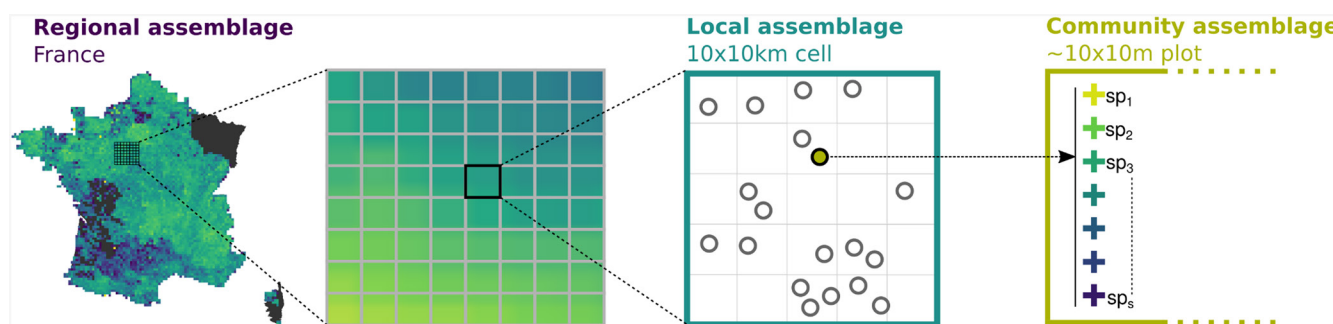 Regional assemblage
France
Local assemblage
10x10km cell
Community assemblage
~10x10m plot
sp1
sp2
sp3
sps